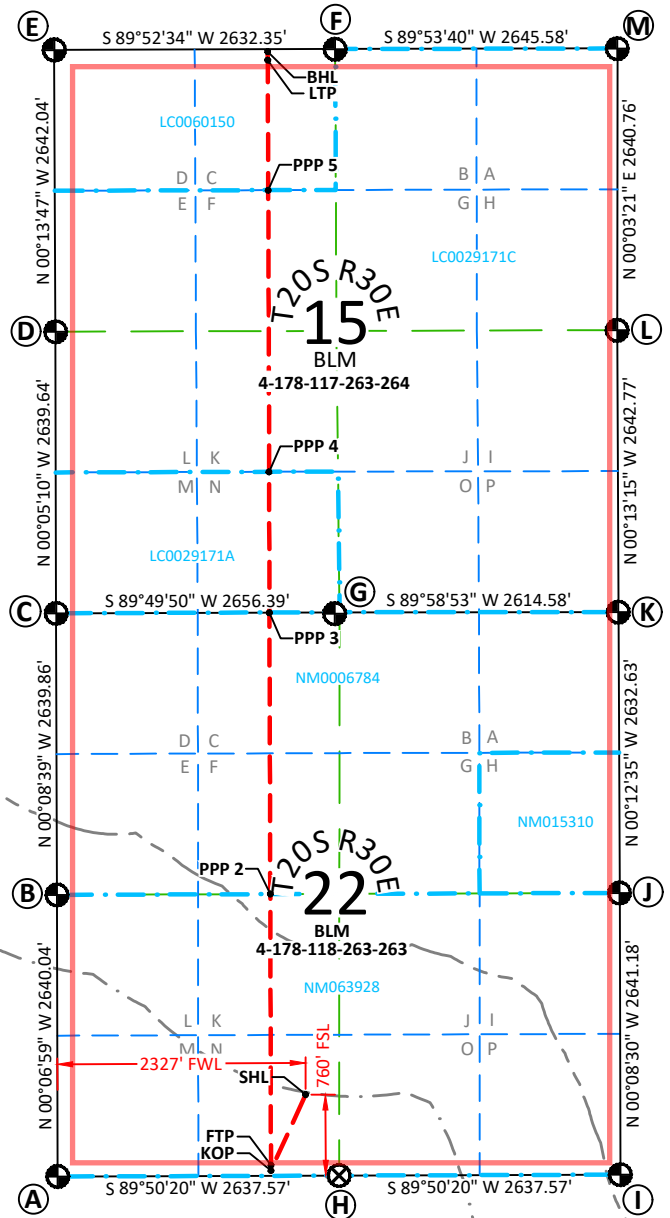 E
F
M
S 89°52'34" W 2632.35'
S 89°53'40" W 2645.58'
BHL
LTP
LC0060150
N 00°13'47" W 2642.04'
N 00°03'21" E 2640.76'
PPP 5
D C
E F
B A
G H
LC0029171C
T20S R30E
15
BLM
4-178-117-263-264
D
L
PPP 4
L K
M N
J I
O P
N 00°05'10" W 2639.64'
N 00°13'15" W 2642.77'
LC0029171A
S 89°49'50" W 2656.39'
G
S 89°58'53" W 2614.58'
C
K
PPP 3
NM0006784
D C
E F
B A
G H
N 00°08'39" W 2639.86'
N 00°12'35" W 2632.63'
NM015310
T20S R30E
PPP 2
22
B
J
BLM
4-178-118-263-263
NM063928
L K
M N
J I
O P
N 00°06'59" W 2640.04'
N 00°08'30" W 2641.18'
2327' FWL
760' FSL
SHL
FTP
KOP
S 89°50'20" W 2637.57'
S 89°50'20" W 2637.57'
A
H
I